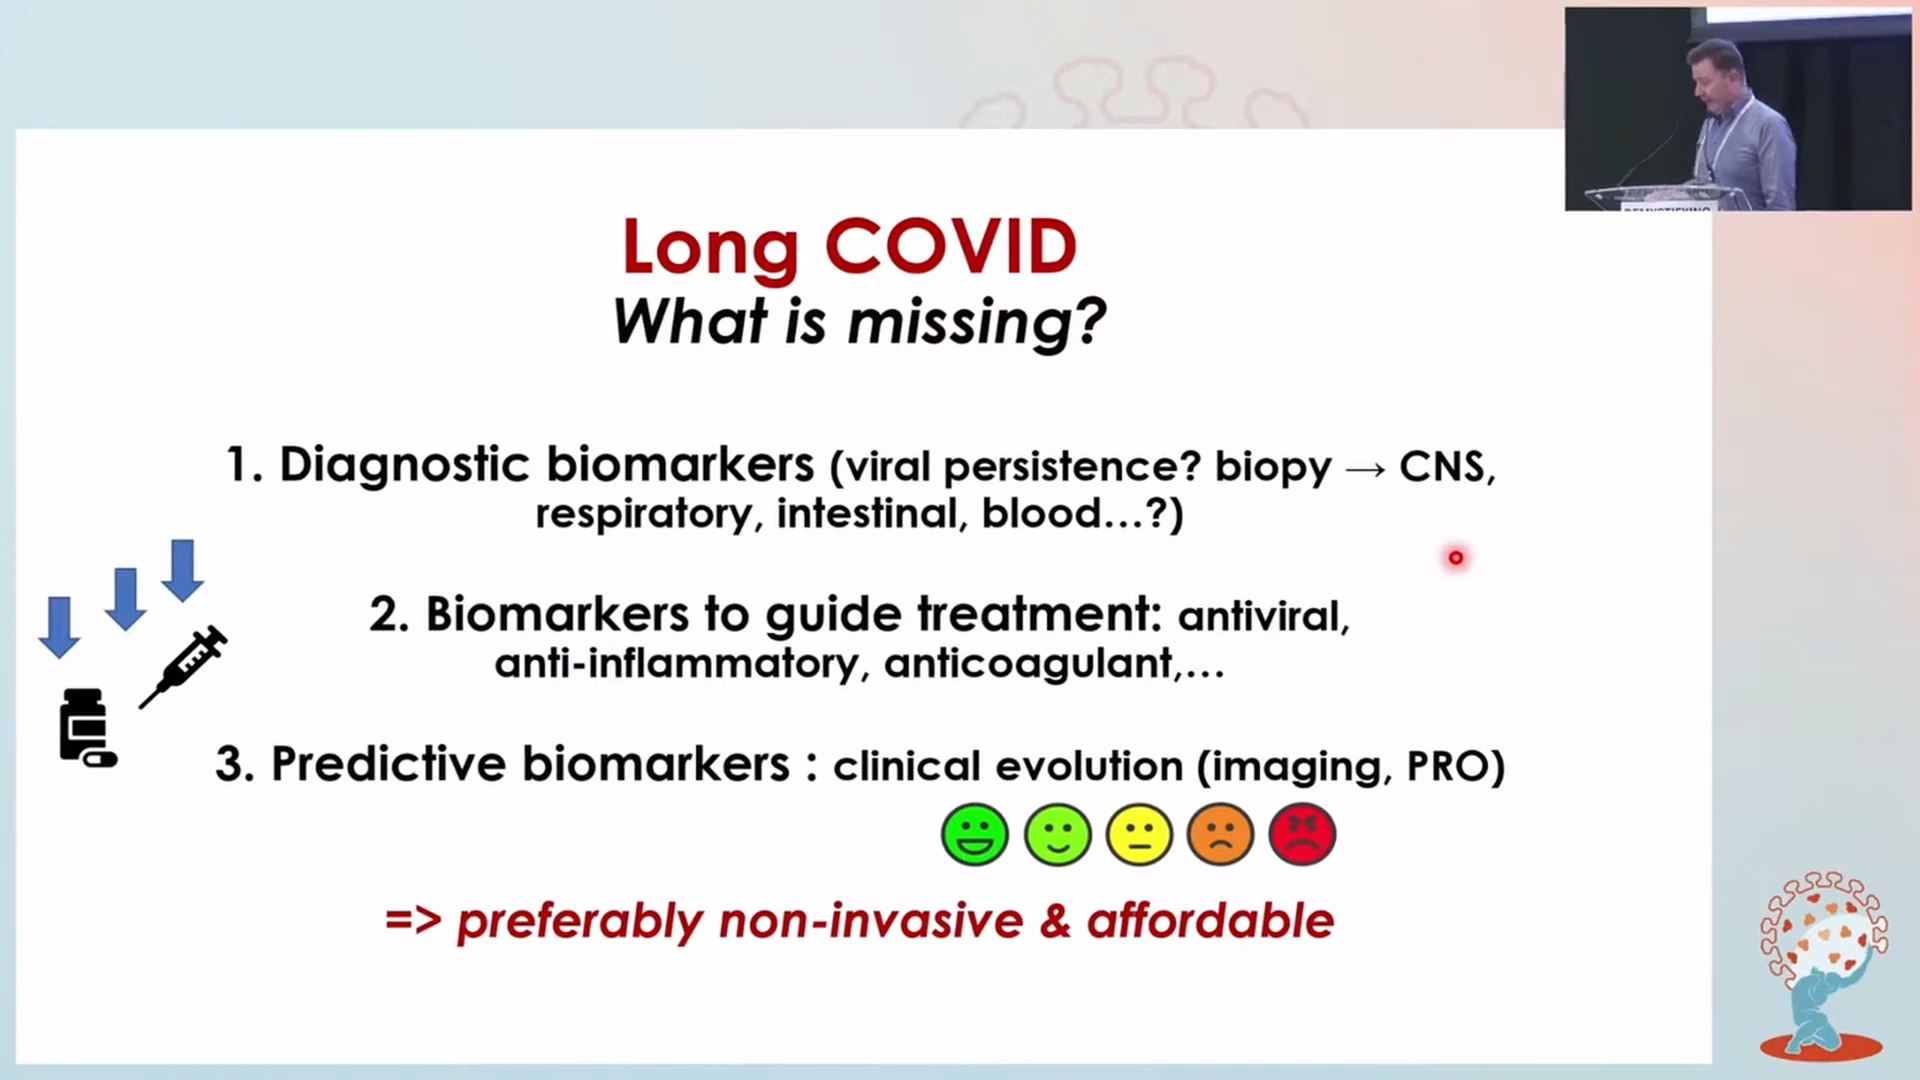 Long COVID
What is missing?
1. Diagnostic biomarkers (viral persistence? biopy → CNS,
respiratory, intestinal, blood...?)
2. Biomarkers to guide treatment: antiviral,
anti-inflammatory, anticoagulant,...
3. Predictive biomarkers : clinical evolution (imaging, PRO)
=> preferably non-invasive & affordable
DEMYSTIFYING